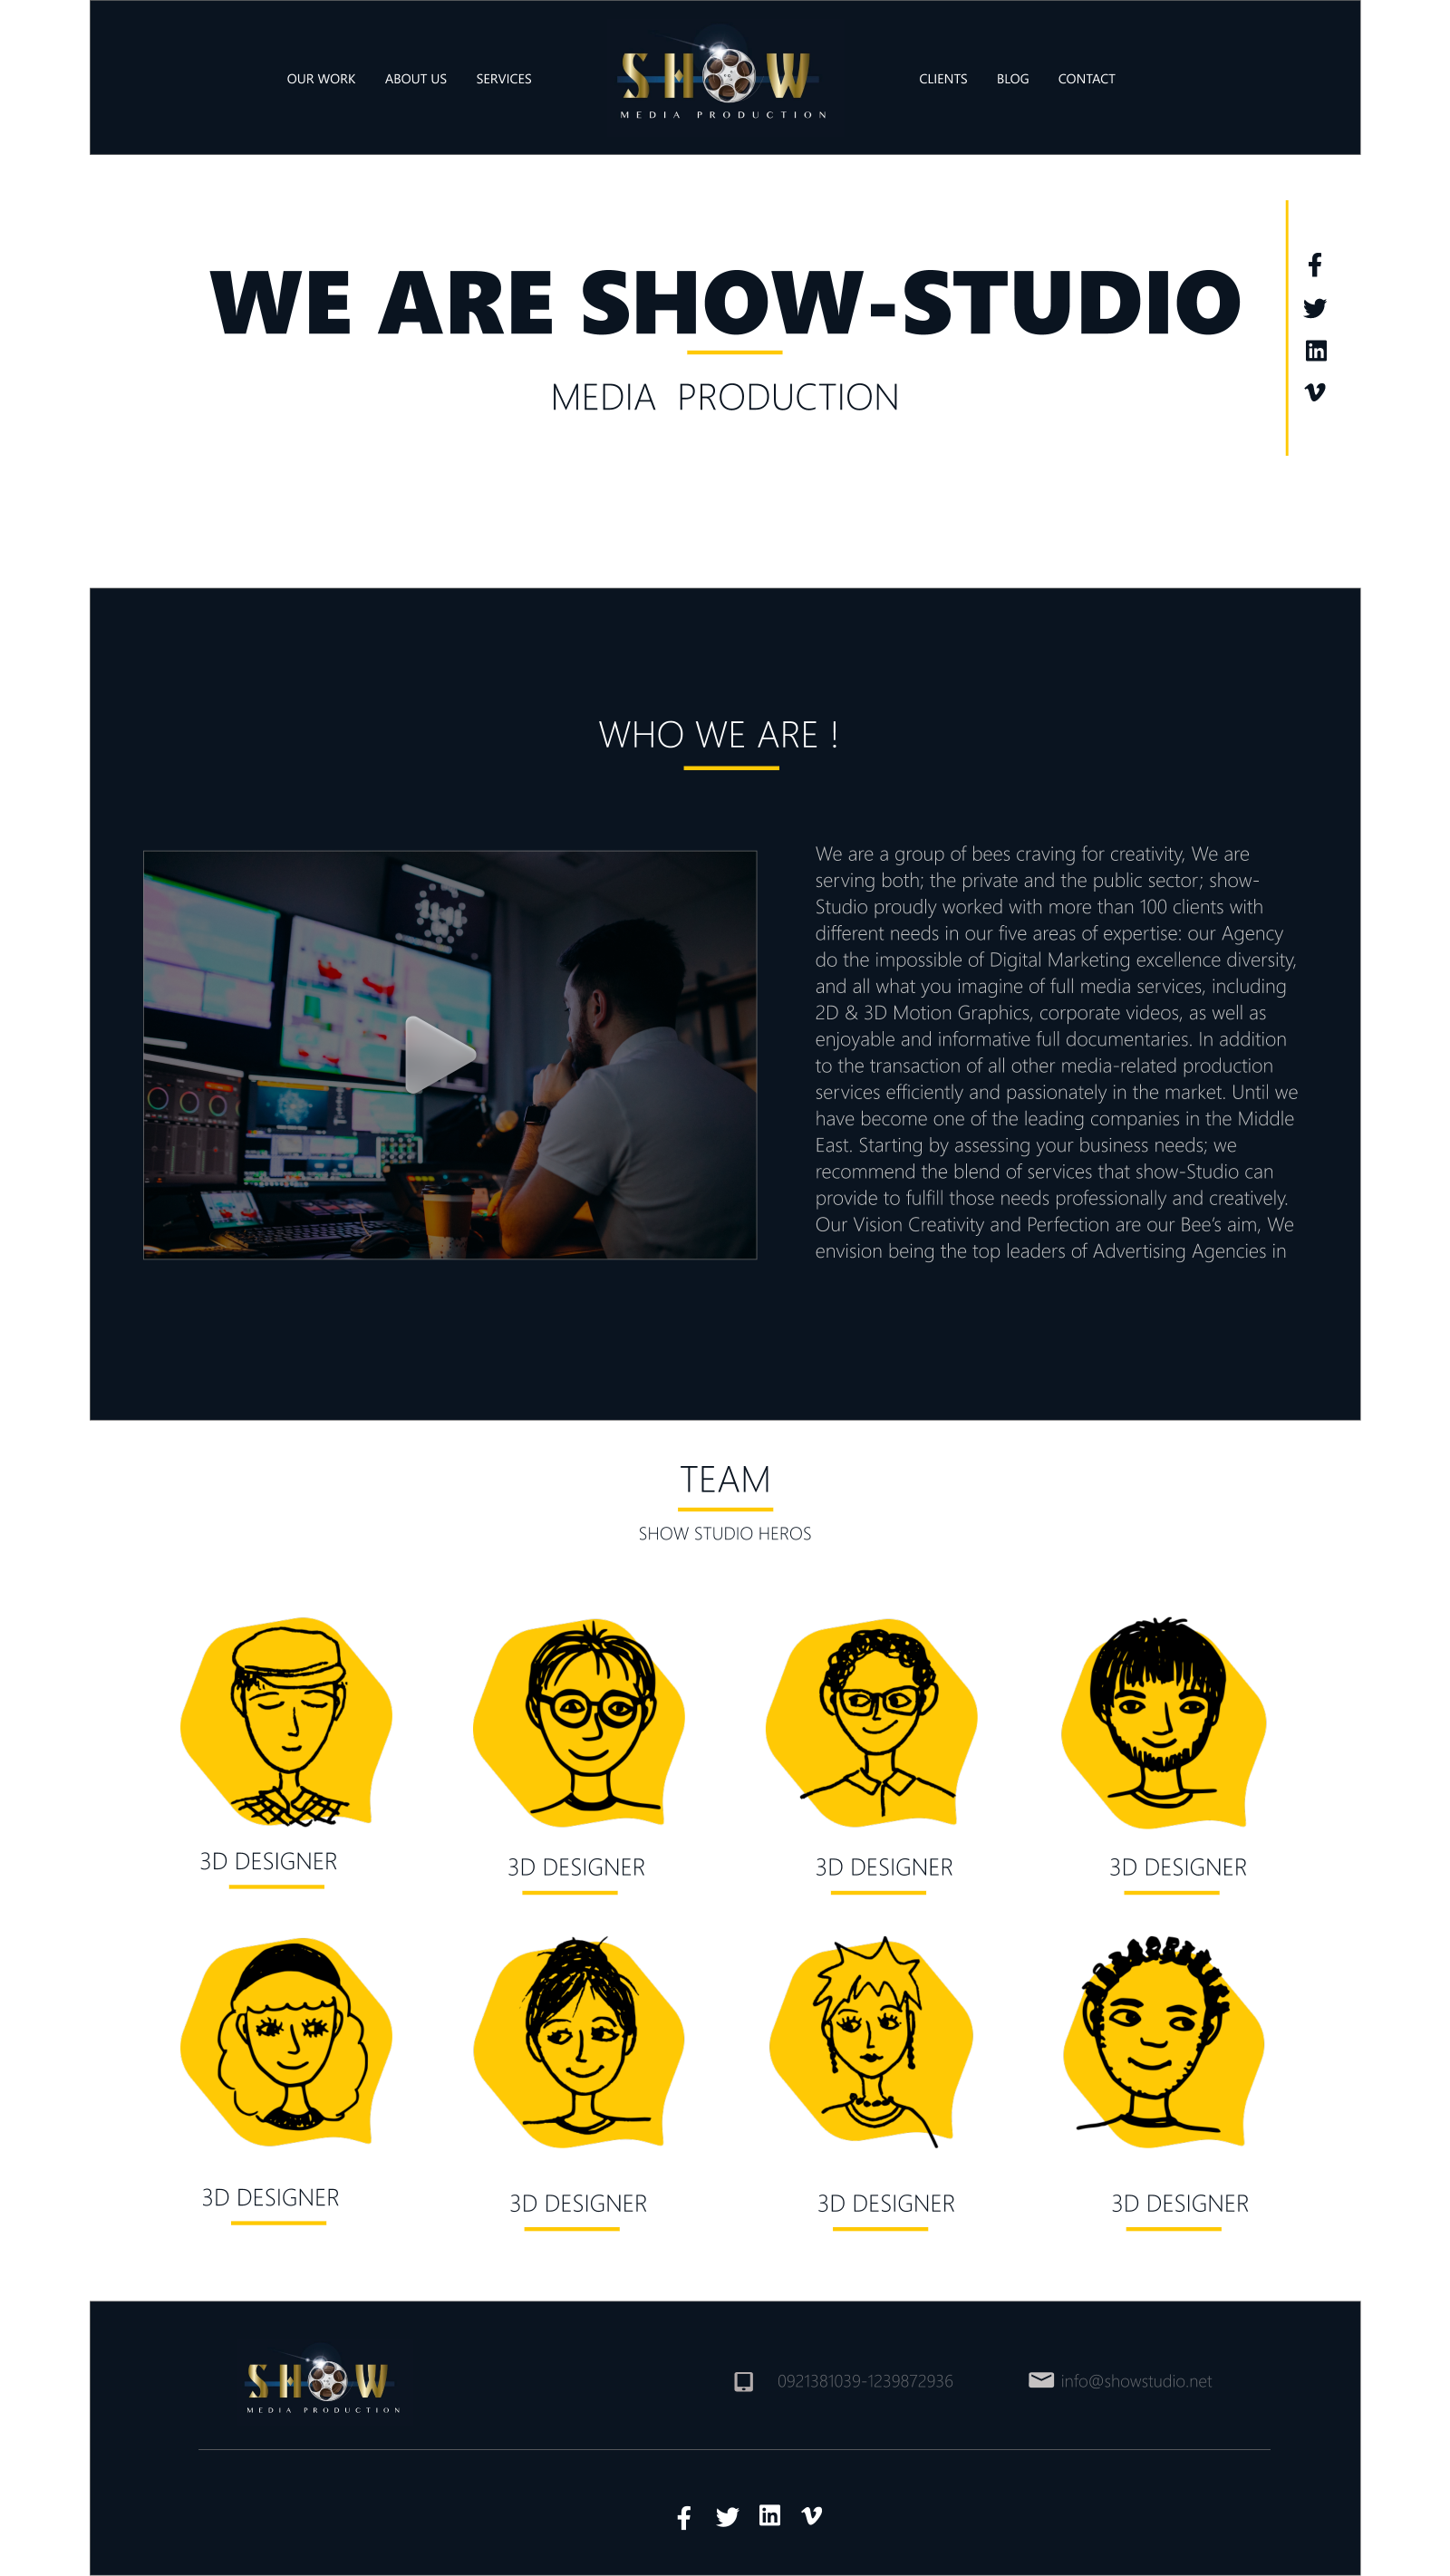 OUR WORK ABOUT US SERVICES SHOW CLIENTS BLOG CONTACT
MEDIA PRODUCTION
WE ARE SHOW-STUDIO
MEDIA PRODUCTION
WHO WE ARE !
We are a group of bees craving for creativity, We are
serving both; the private and the public sector; show-
Studio proudly worked with more than 100 clients with
different needs in our five areas of expertise: our Agency
do the impossible of Digital Marketing excellence diversity,
and all what you imagine of full media services, including
2D & 3D Motion Graphics, corporate videos, as well as
enjoyable and informative full documentaries. In addition
to the transaction of all other media-related production
services efficiently and passionately in the market. Until we
have become one of the leading companies in the Middle
East. Starting by assessing your business needs; we
recommend the blend of services that show-Studio can
provide to fulfill those needs professionally and creatively.
Our Vision Creativity and Perfection are our Bee's aim, We
envision being the top leaders of Advertising Agencies in
TEAM
SHOW STUDIO HEROS
3D DESIGNER 3D DESIGNER 3D DESIGNER 3D DESIGNER
3D DESIGNER 3D DESIGNER 3D DESIGNER 3D DESIGNER
SHOW
MEDIA PRODUCTION
0921381039-1239872936 info@showstudio.net